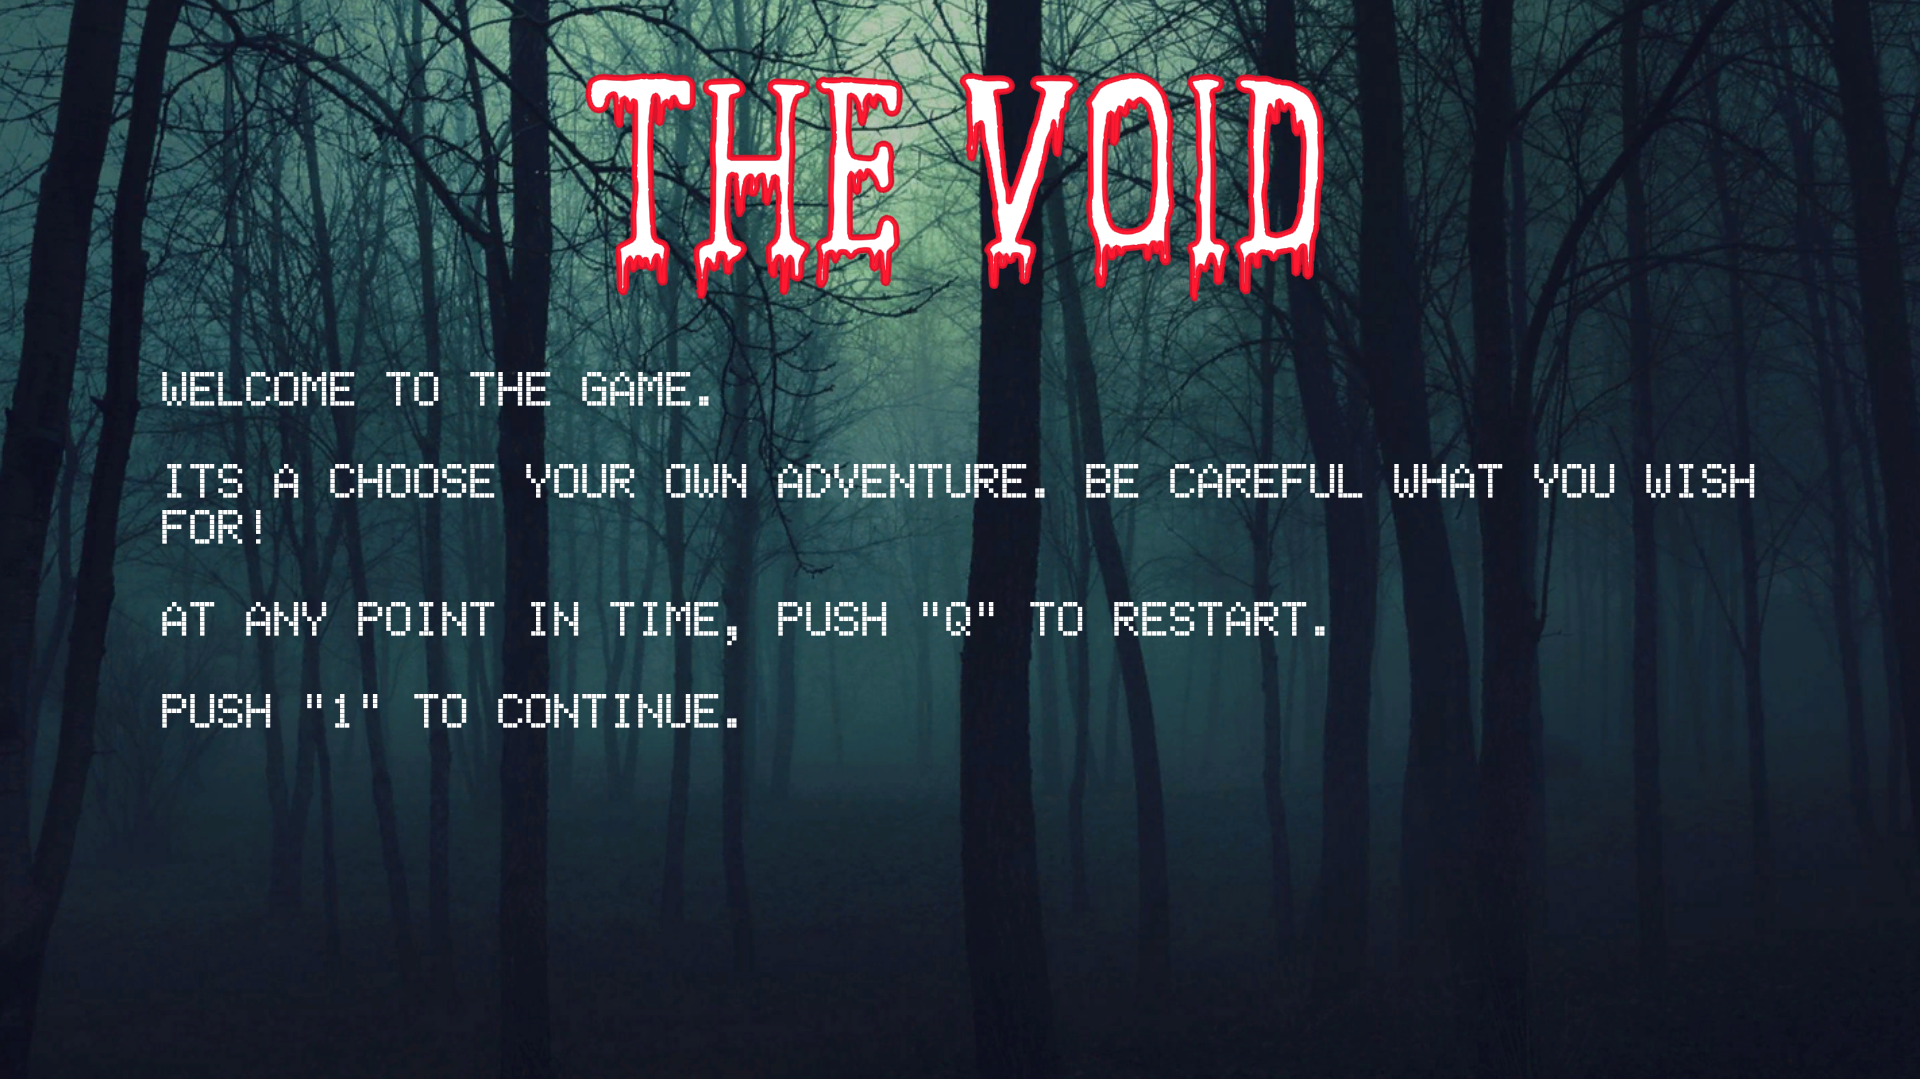 THE VOID
WELCOME TO THE GAME.
ITS A CHOOSE YOUR OWN ADVENTURE. BE CAREFUL WHAT YOU WISH
FOR!
AT ANY POINT IN TIME, PUSH "Q" TO RESTART.
PUSH "1" TO CONTINUE.